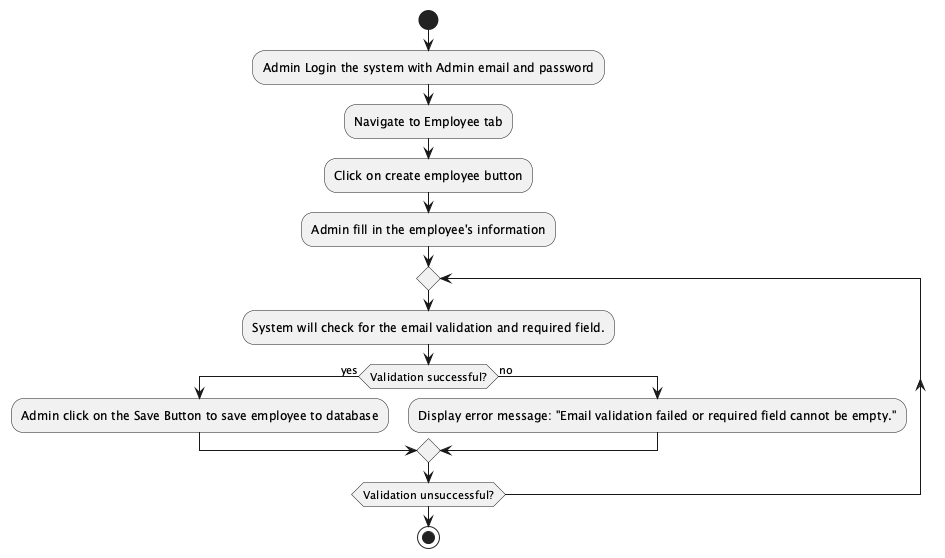 Admin Login the system with Admin email and password
Navigate to Employee tab
Click on create employee button
Admin fill in the employee's information
System will check for the email validation and required field.
yes
Validation successful?
no
Admin click on the Save Button to save employee to database
Display error message: "Email validation failed or required field cannot be empty."
Validation unsuccessful?